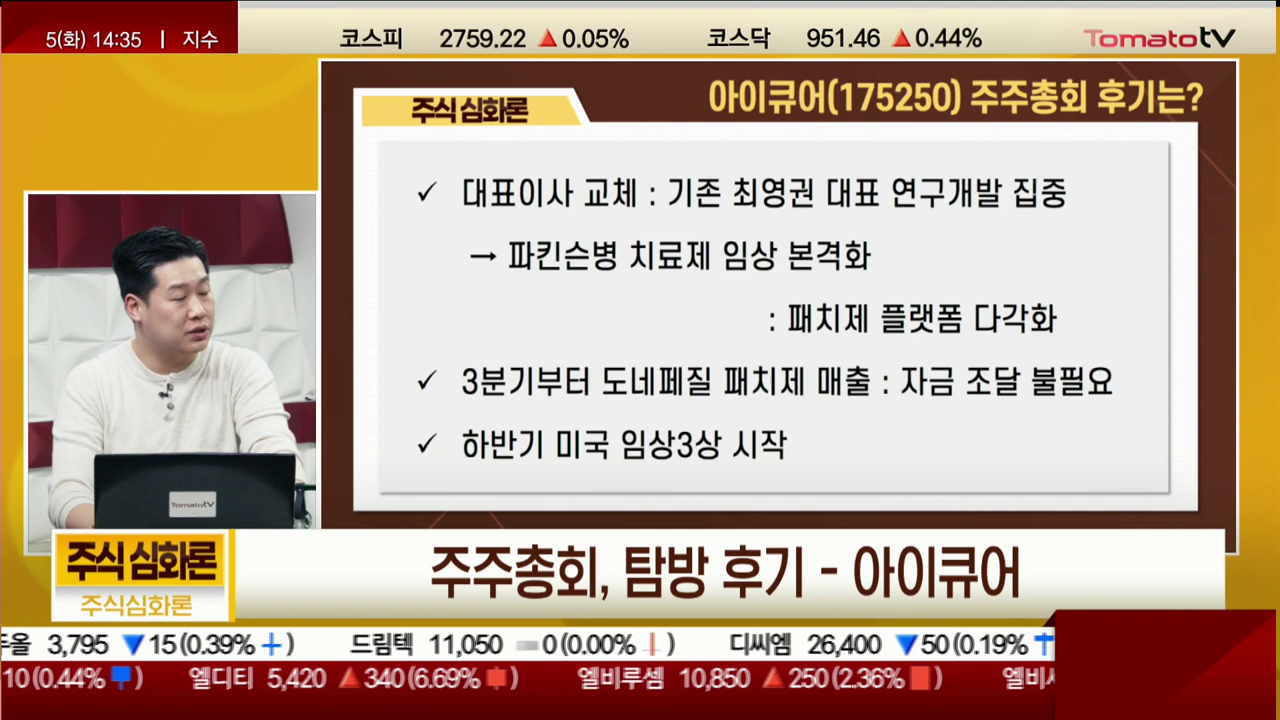 5(화) 14:35 | 지수
코스피 2759.22 ▲0.05% 코스닥 951.46 ▲0.44%
Tomatotv
아이큐어(175250) 주주총회 후기는?
주식 심화론
✓ 대표이사 교체 : 기존 최영권 대표 연구개발 집중
→ 파킨슨병 치료제 임상 본격화
: 패치제 플랫폼 다각화
✓ 3분기부터 도네페질 패치제 매출 : 자금 조달 불필요
✓ 하반기 미국 임상3상 시작
Tomatotv
주식 심화론
주식심화론
주주총회, 탐방 후기 - 아이큐어
3,795 ▼15(0.39% ) 드림텍 11,050 0(0.00% ) 디씨엠 26,400 ▼50(0.19%
10(0.44% ) 엘디티 5,420 ▲340(6.69% ) 엘비루셈 10,850 ▲250(2.36% )